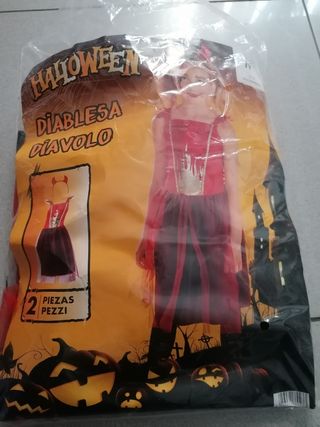 HALLOWEEN
DIABLESA
DIAVOLO
2 PIEZAS
PEZZI